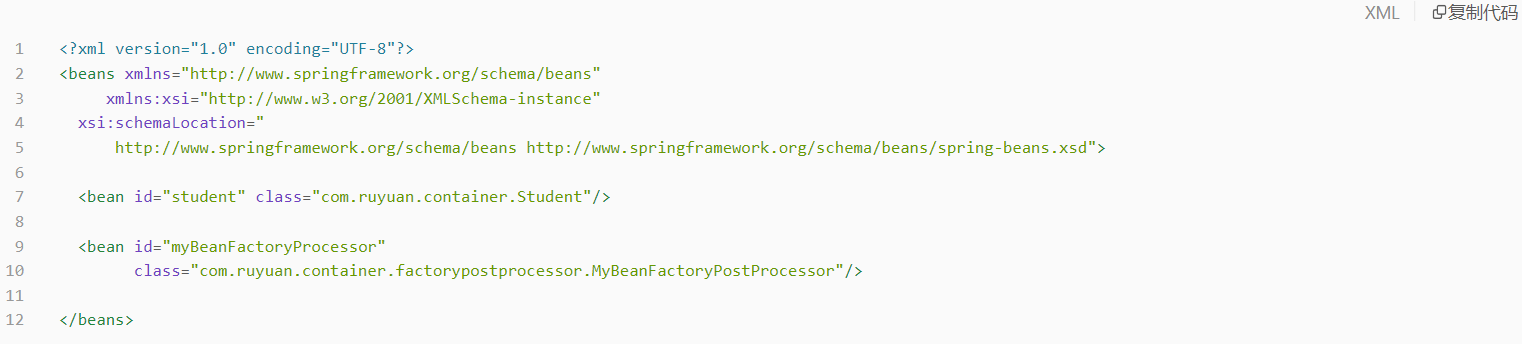 XML 复制代码
1 <?xml version="1.0" encoding="UTF-8"?>
2 <beans xmlns="http://www.springframework.org/schema/beans"
3 xmlns:xsi="http://www.w3.org/2001/XMLSchema-instance"
4 xsi:schemaLocation="
5 http://www.springframework.org/schema/beans http://www.springframework.org/schema/beans/spring-beans.xsd">
6
7 <bean id="student" class="com.ruyuan.container.Student"/>
8
9 <bean id="myBeanFactoryProcessor"
10 class="com.ruyuan.container.factorypostprocessor.MyBeanFactoryPostProcessor"/>
11
12 </beans>